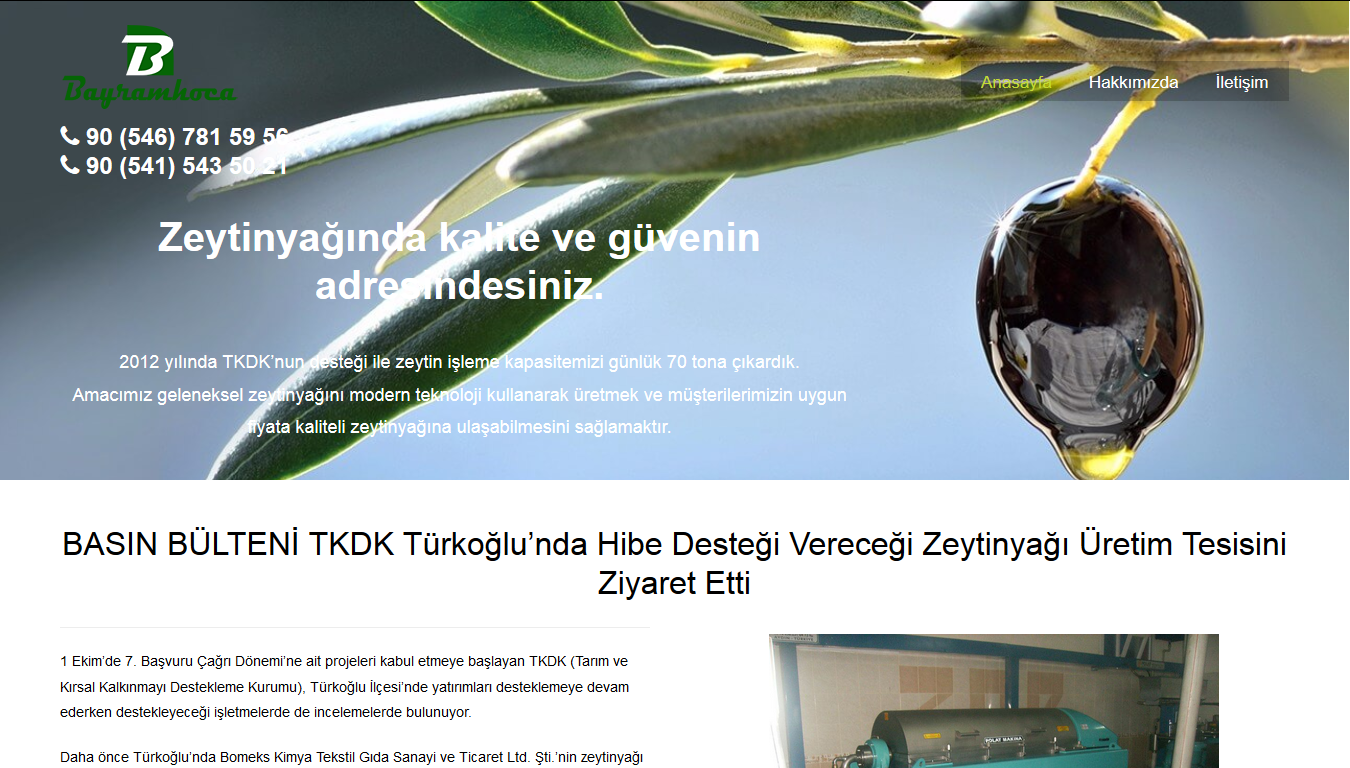 B
Bayramhoca
90 (546) 781 59 56
90 (541) 543 50 21
Anasayfa Hakkımızda İletişim
Zeytinyağında kalite ve güvenin
adresindesiniz.
2012 yılında TKDK’nun desteği ile zeytin işleme kapasitemizi günlük 70 tona çıkardık.
Amacımız geleneksel zeytinyağını modern teknoloji kullanarak üretmek ve müşterilerimizin uygun
fiyata kaliteli zeytinyağına ulaşabilmesini sağlamaktır.
BASIN BÜLTENİ TKDK Türkoğlu’nda Hibe Desteği Vereceği Zeytinyağı Üretim Tesisini
Ziyaret Etti
1 Ekim’de 7. Başvuru Çağrı Dönemi’ne ait projeleri kabul etmeye başlayan TKDK (Tarım ve
Kırsal Kalkınmayı Destekleme Kurumu), Türkoğlu İlçesi’nde yatırımları desteklemeye devam
ederken destekleyeceği işletmelerde de incelemelerde bulunuyor.
Daha önce Türkoğlu’nda Bomeks Kimya Tekstil Gıda Sanayi ve Ticaret Ltd. Şti.’nin zeytinyağı
POLAT MAKINA